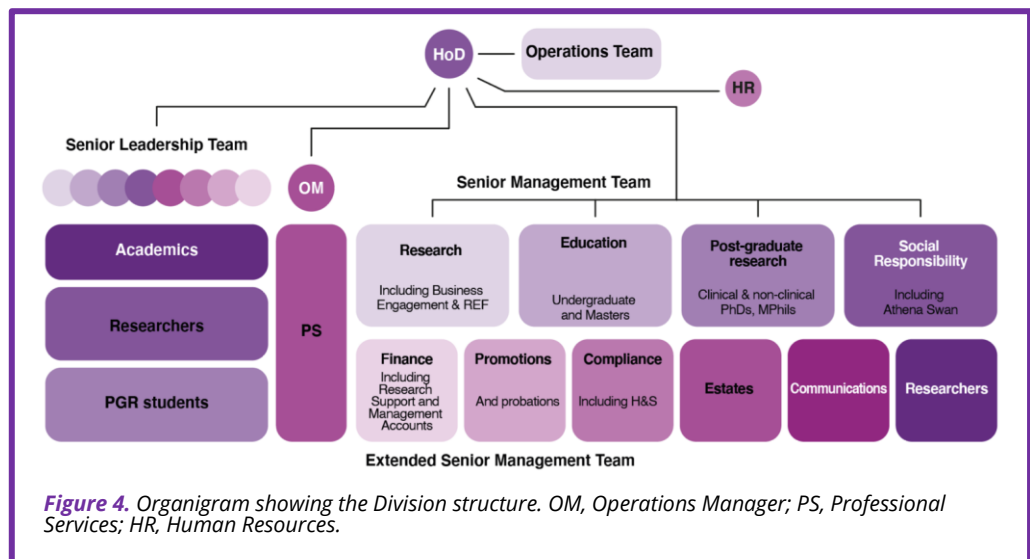 HoD
Operations Team
HR
Senior Leadership Team
OM
Senior Management Team
Academics
Researchers
PGR students
PS
Research
Including Business
Engagement & REF
Education
Undergraduate
and Masters
Post-graduate
research
Clinical & non-clinical
PhDs, MPhils
Social
Responsibility
Including
Athena Swan
Finance
Including
Research
Support and
Management
Accounts
Promotions
And probations
Compliance
Including H&S
Estates
Communications
Researchers
Extended Senior Management Team
Figure 4. Organigram showing the Division structure. OM, Operations Manager; PS, Professional
Services; HR, Human Resources.